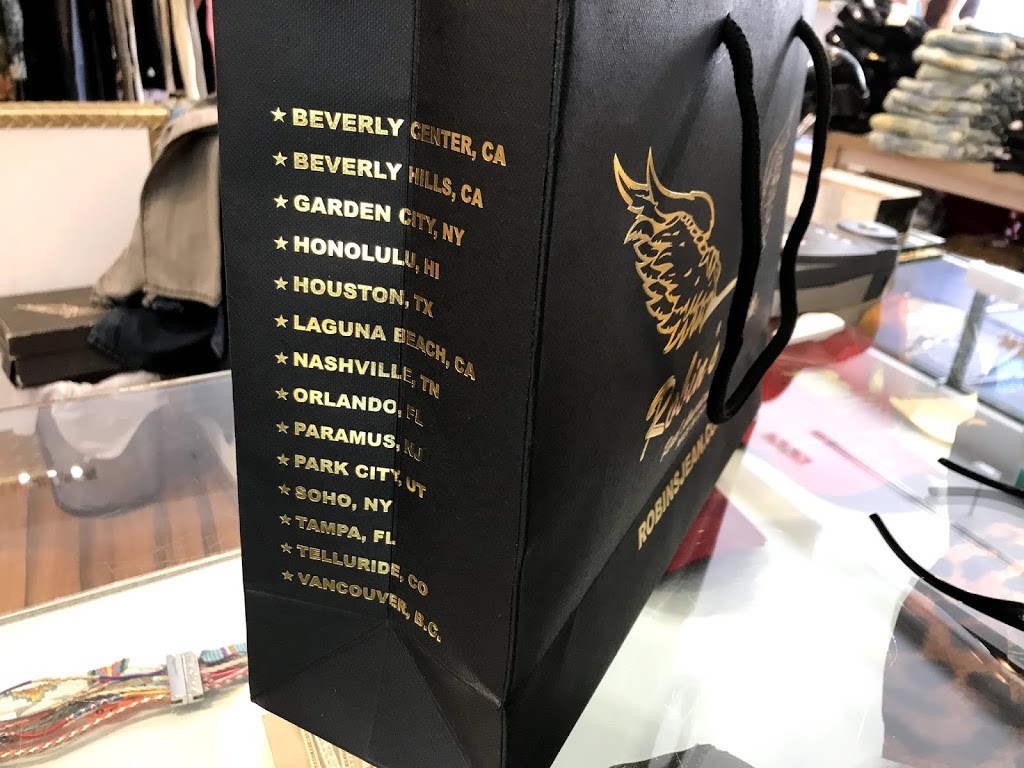 ★ BEVERLY CENTER, CA
★ BEVERLY HILLS, CA
★ GARDEN CITY, NY
★ HONOLULU, HI
★ HOUSTON, TX
★ LAGUNA BEACH, CA
★ NASHVILLE, TN
★ ORLANDO, FL
★ PARAMUS, NJ
★ PARK CITY, UT
★ SOHO, NY
★ TAMPA, FL
★ TELLURIDE, CO
★ VANCOUVER, B.C.
Robin's